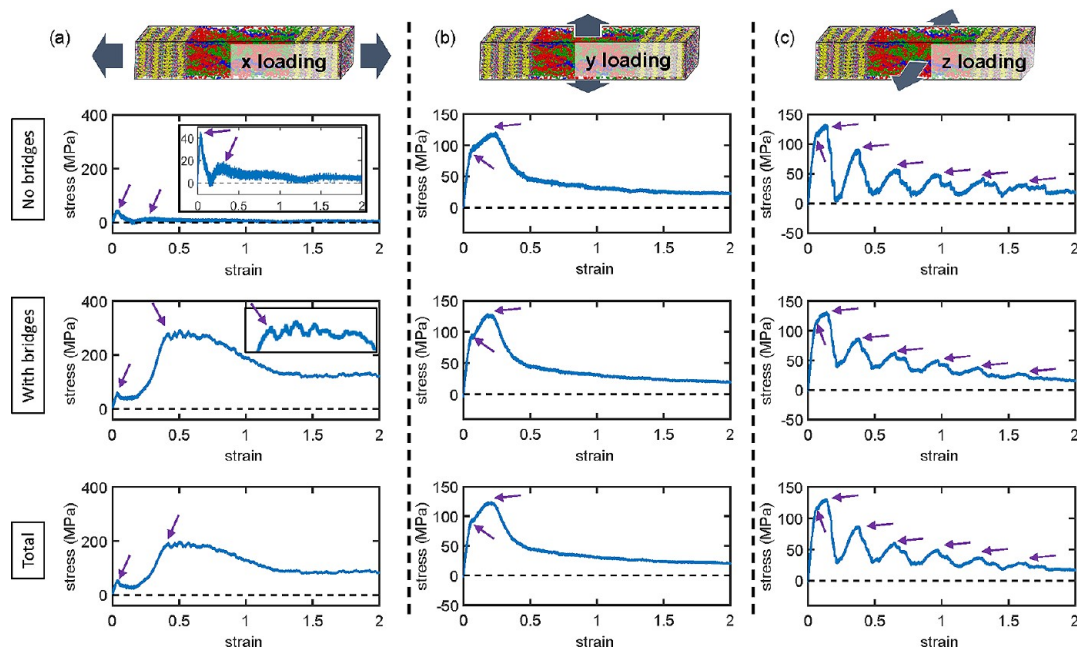 (a)
x loading
(b)
y loading
(c)
z loading
No bridges
stress (MPa)
400
200
0
0 0.5 1 1.5 2
strain
40
20
0
0 0.5 1 1.5 2
stress (MPa)
150
100
50
0
-50
0 0.5 1 1.5 2
strain
stress (MPa)
150
100
50
0
-50
0 0.5 1 1.5 2
strain
With bridges
stress (MPa)
400
200
0
0 0.5 1 1.5 2
strain
stress (MPa)
150
100
50
0
-50
0 0.5 1 1.5 2
strain
stress (MPa)
150
100
50
0
-50
0 0.5 1 1.5 2
strain
Total
stress (MPa)
400
200
0
0 0.5 1 1.5 2
strain
stress (MPa)
150
100
50
0
-50
0 0.5 1 1.5 2
strain
stress (MPa)
150
100
50
0
-50
0 0.5 1 1.5 2
strain